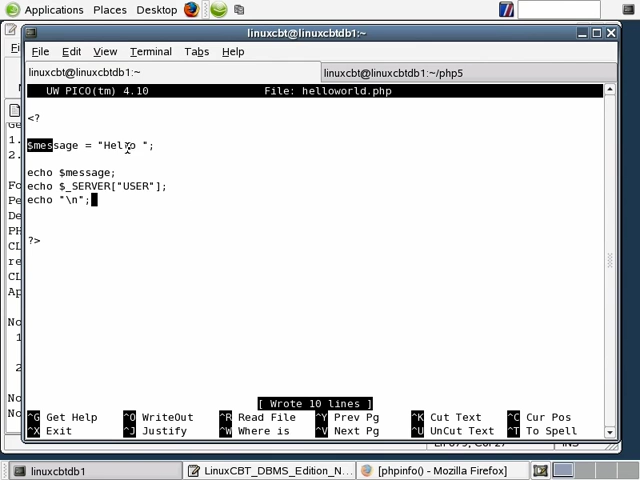 Applications Places Desktop
linuxcbt@linuxcbtdb1:~
File Edit View Terminal Tabs Help
linuxcbt@linuxcbtdb1:~ linuxcbt@linuxcbtdb1:~/php5
UW PICO(tm) 4.10 File: helloworld.php
<?
$message = "Hello ";
echo $message;
echo $_SERVER["USER"];
echo "\n";
?>
[ Wrote 10 lines ]
^G Get Help ^O WriteOut ^R Read File ^Y Prev Pg ^K Cut Text ^C Cur Pos
^X Exit ^J Justify ^W Where is ^V Next Pg ^U UnCut Text ^T To Spell
linuxcbtdb1 LinuxCBT_DBMS_Edition_N... [phpinfo() - Mozilla Firefox]